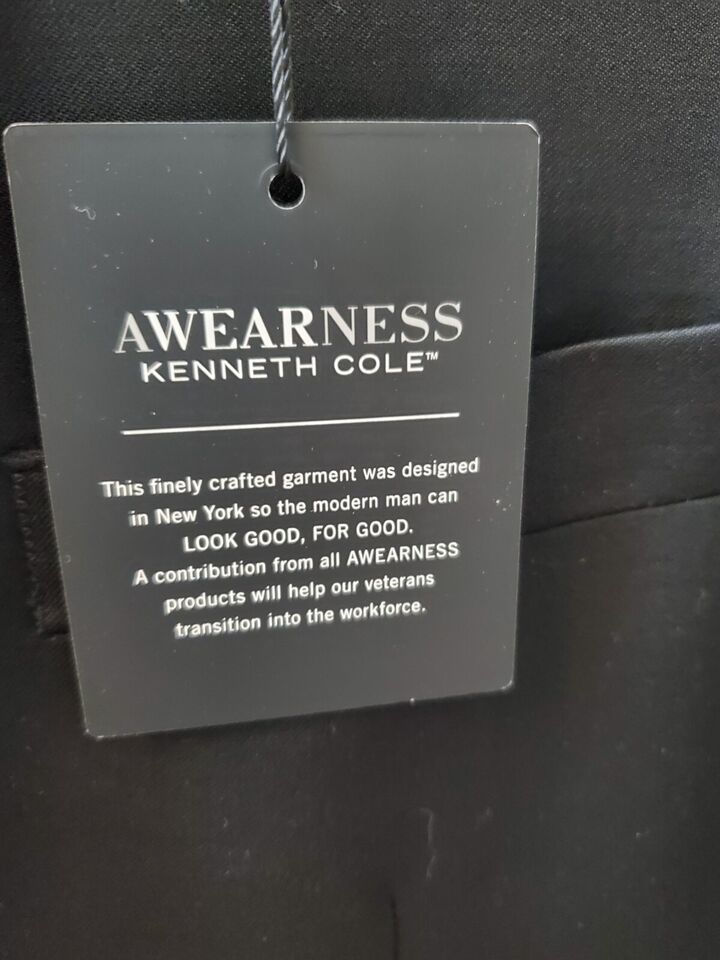 AWEARNESS
KENNETH COLE™
This finely crafted garment was designed
in New York so the modern man can
LOOK GOOD, FOR GOOD.
A contribution from all AWEARNESS
products will help our veterans
transition into the workforce.